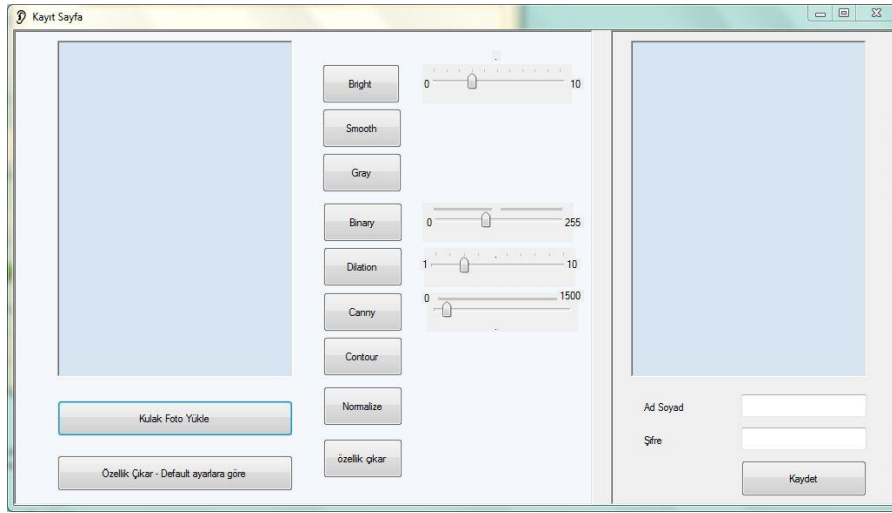 Kayıt Sayfa
Bright
0
10
Smooth
Gray
Binary
0
255
Dilation
1
10
Canny
0
1500
Contour
Normalize
özellik çıkar
Kulak Foto Yükle
Özellik Çıkar - Default ayarlara göre
Ad Soyad
Şifre
Kaydet